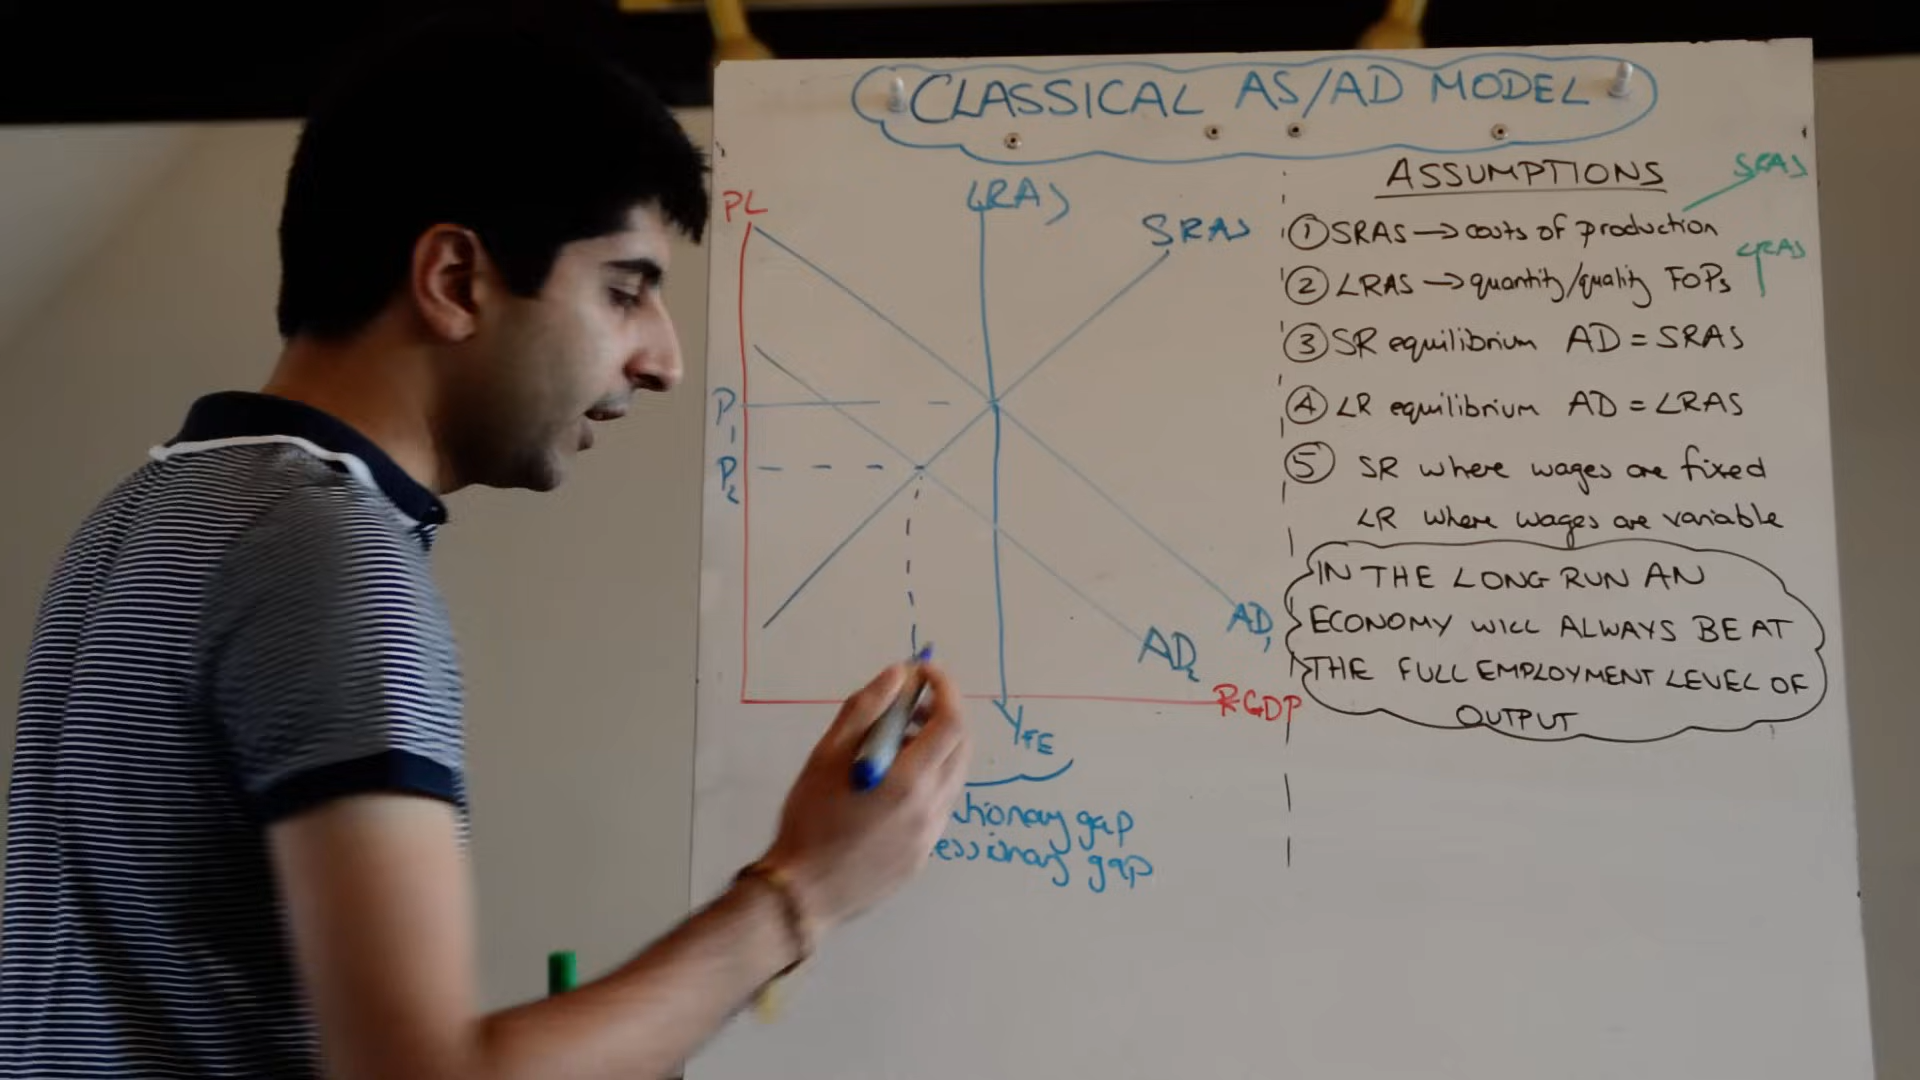 CLASSICAL AS/AD MODEL
PL
LRAS
SRAS
P1
P2
AD1
AD2
RGDP
YFE
gap
gap
ASSUMPTIONS
SRAS
① SRAS → costs of production
LRAS
② LRAS → quantity/quality FOPs
③ SR equilibrium AD = SRAS
④ LR equilibrium AD = LRAS
⑤ SR where wages are fixed
LR where wages are variable
IN THE LONG RUN AN
ECONOMY WILL ALWAYS BE AT
THE FULL EMPLOYMENT LEVEL OF
OUTPUT